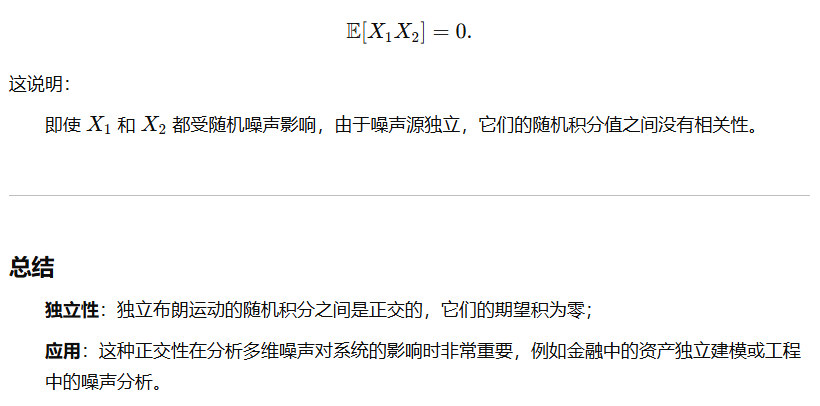 𝔼[X₁X₂] = 0.
这说明：
即使 X₁ 和 X₂ 都受随机噪声影响，由于噪声源独立，它们的随机积分值之间没有相关性。
总结
独立性：独立布朗运动的随机积分之间是正交的，它们的期望积为零；
应用：这种正交性在分析多维噪声对系统的影响时非常重要，例如金融中的资产独立建模或工程
中的噪声分析。